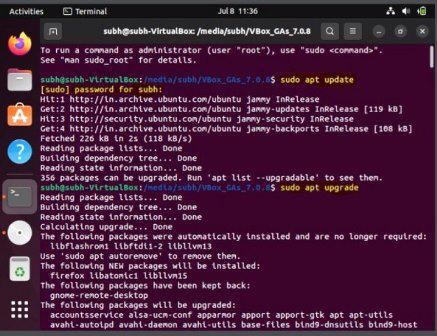 Activities Terminal Jul 8 11:36
subh@subh-VirtualBox: /media/subh/VBox_GAs_7.0.8
To run a command as administrator (user "root"), use "sudo <command>".
See "man sudo_root" for details.
subh@subh-VirtualBox:/media/subh/VBox_GAs_7.0.8$ sudo apt update
[sudo] password for subh:
Hit:1 http://in.archive.ubuntu.com/ubuntu jammy InRelease
Get:2 http://in.archive.ubuntu.com/ubuntu jammy-updates InRelease [119 kB]
Hit:3 http://security.ubuntu.com/ubuntu jammy-security InRelease
Get:4 http://in.archive.ubuntu.com/ubuntu jammy-backports InRelease [108 kB]
Fetched 226 kB in 2s (118 kB/s)
Reading package lists... Done
Building dependency tree... Done
Reading state information... Done
356 packages can be upgraded. Run 'apt list --upgradable' to see them.
subh@subh-VirtualBox:/media/subh/VBox_GAs_7.0.8$ sudo apt upgrade
Reading package lists... Done
Building dependency tree... Done
Reading state information... Done
Calculating upgrade... Done
The following packages were automatically installed and are no longer required:
libflashrom1 libftdi1-2 libllvm13
Use 'sudo apt autoremove' to remove them.
The following NEW packages will be installed:
firefox libatomic1 libllvm15
The following packages have been kept back:
gnome-remote-desktop
The following packages will be upgraded:
accountsservice alsa-ucm-conf apparmor apport apport-gtk apt apt-utils
avahi-autoipd avahi-daemon avahi-utils base-files bind9-dnsutils bind9-host